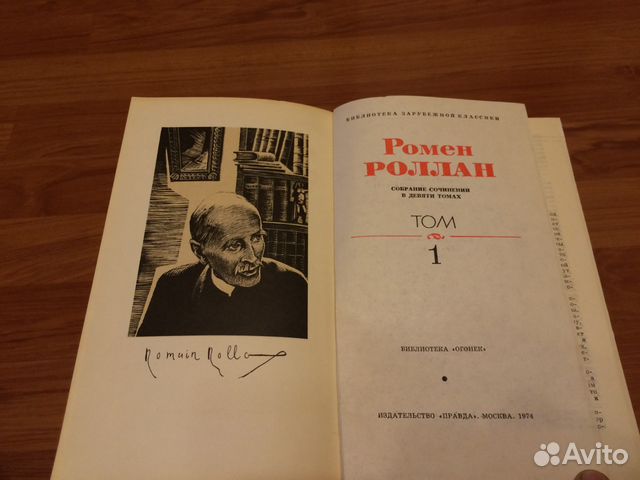 Romain Rolland
БИБЛИОТЕКА ЗАРУБЕЖНОЙ КЛАССИКИ
Ромен
РОЛЛАН
СОБРАНИЕ СОЧИНЕНИЙ
В ДЕВЯТИ ТОМАХ
ТОМ
1
БИБЛИОТЕКА «ОГОНЕК»
ИЗДАТЕЛЬСТВО «ПРАВДА». МОСКВА. 1974
Avito